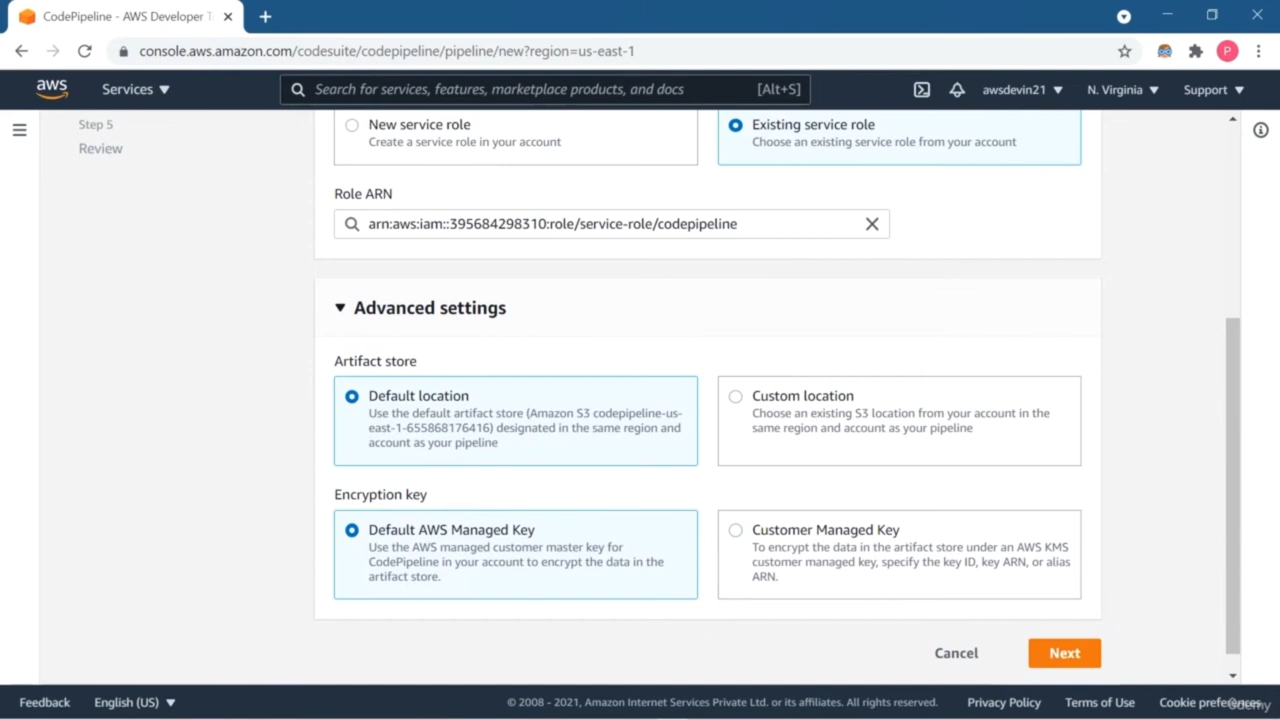 CodePipeline - AWS Developer T
console.aws.amazon.com/codesuite/codepipeline/pipeline/new?region=us-east-1
P
aws
Services
Search for services, features, marketplace products, and docs
[Alt+S]
awsdevin21
N. Virginia
Support
Step 5
Review
New service role
Create a service role in your account
Existing service role
Choose an existing service role from your account
Role ARN
arn:aws:iam::395684298310:role/service-role/codepipeline
Advanced settings
Artifact store
Default location
Use the default artifact store (Amazon S3 codepipeline-us-
east-1-655868176416) designated in the same region and
account as your pipeline
Custom location
Choose an existing S3 location from your account in the
same region and account as your pipeline
Encryption key
Default AWS Managed Key
Use the AWS managed customer master key for
CodePipeline in your account to encrypt the data in the
artifact store.
Customer Managed Key
To encrypt the data in the artifact store under an AWS KMS
customer managed key, specify the key ID, key ARN, or alias
ARN.
Cancel
Next
Feedback
English (US)
© 2008 - 2021, Amazon Internet Services Private Ltd. or its affiliates. All rights reserved.
Privacy Policy
Terms of Use
Cookie preferences
Udemy